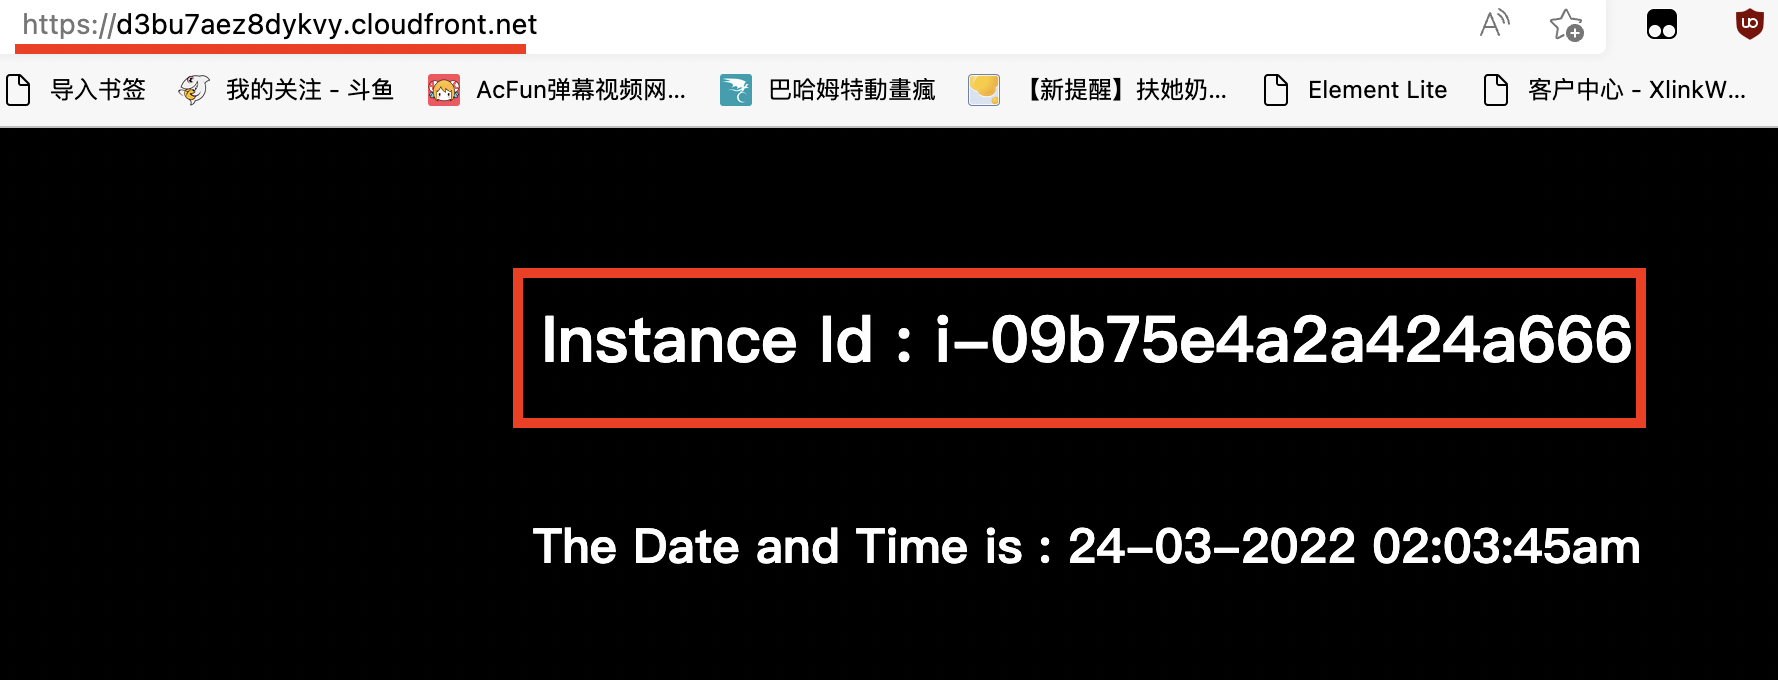 https://d3bu7aez8dykvy.cloudfront.net
导入书签 我的关注 - 斗鱼 AcFun弹幕视频网... 巴哈姆特動畫瘋 【新提醒】扶她奶... Element Lite 客户中心 - XlinkW...
Instance Id : i-09b75e4a2a424a666
The Date and Time is : 24-03-2022 02:03:45am